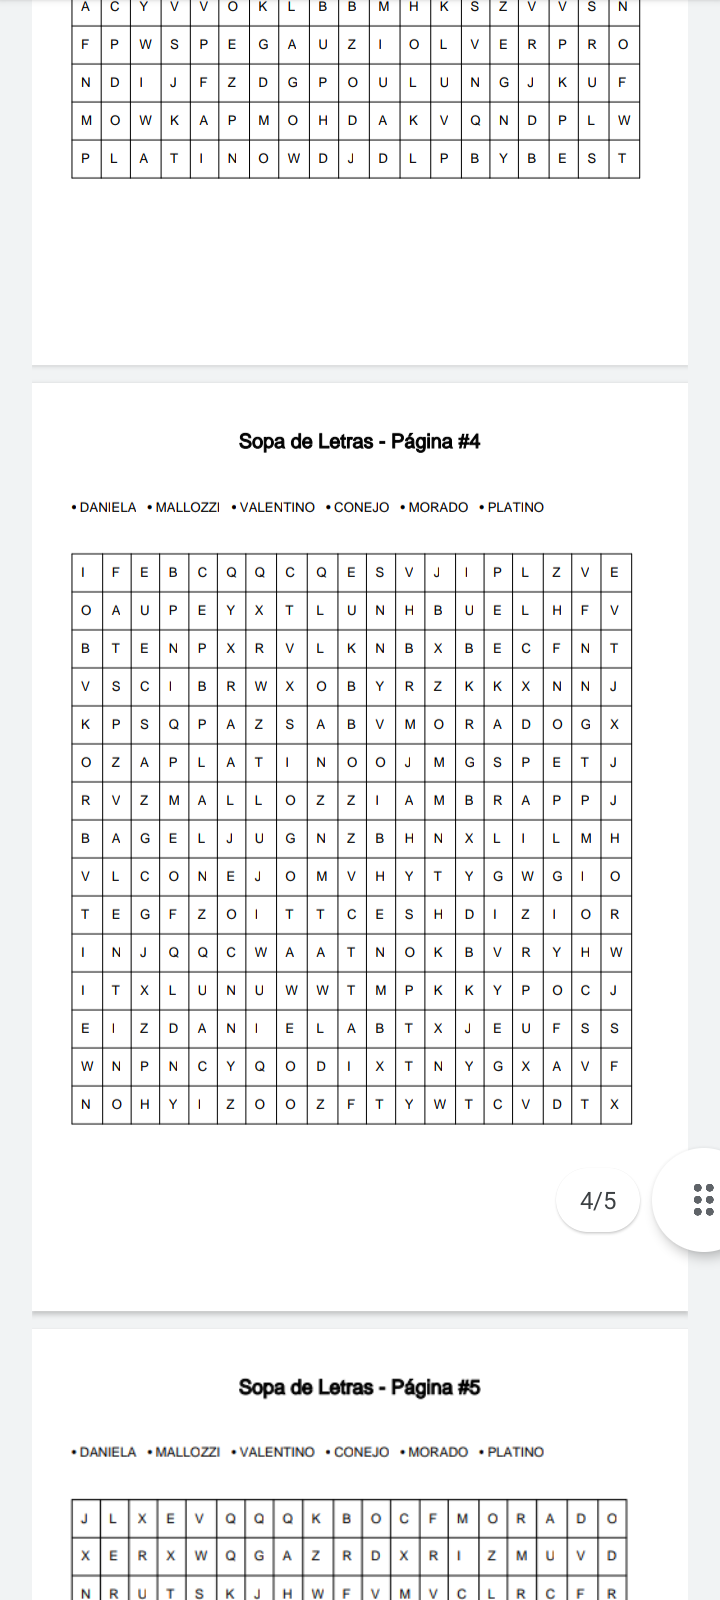 A C Y V V O K L B B M H K S Z V V S N
F P W S P E G A U Z I O L V E R P R O
N D I J F Z D G P O U L U N G J K U F
M O W K A P M O H D A K V Q N D P L W
P L A T I N O W D J D L P B Y B E S T
Sopa de Letras - Página #4
• DANIELA • MALLOZZI • VALENTINO • CONEJO • MORADO • PLATINO
I F E B C Q Q C Q E S V J I P L Z V E
O A U P E Y X T L U N H B U E L H F V
B T E N P X R V L K N B X B E C F N T
V S C I B R W X O B Y R Z K K X N N J
K P S Q P A Z S A B V M O R A D O G X
O Z A P L A T I N O O J M G S P E T J
R V Z M A L L O Z Z I A M B R A P P J
B A G E L J U G N Z B H N X L I L M H
V L C O N E J O M V H Y T Y G W G I O
T E G F Z O I T T C E S H D I Z I O R
I N J Q Q C W A A T N O K B V R Y H W
I T X L U N U W W T M P K K Y P O C J
E I Z D A N I E L A B T X J E U F S S
W N P N C Y Q O D I X T N Y G X A V F
N O H Y I Z O O Z F T Y W T C V D T X
4/5
Sopa de Letras - Página #5
• DANIELA • MALLOZZI • VALENTINO • CONEJO • MORADO • PLATINO
J L X E V Q Q Q K B O C F M O R A D O
X E R X W Q G A Z R D X R I Z M U V D
N R U T S K J H W F V M V C L R C F R